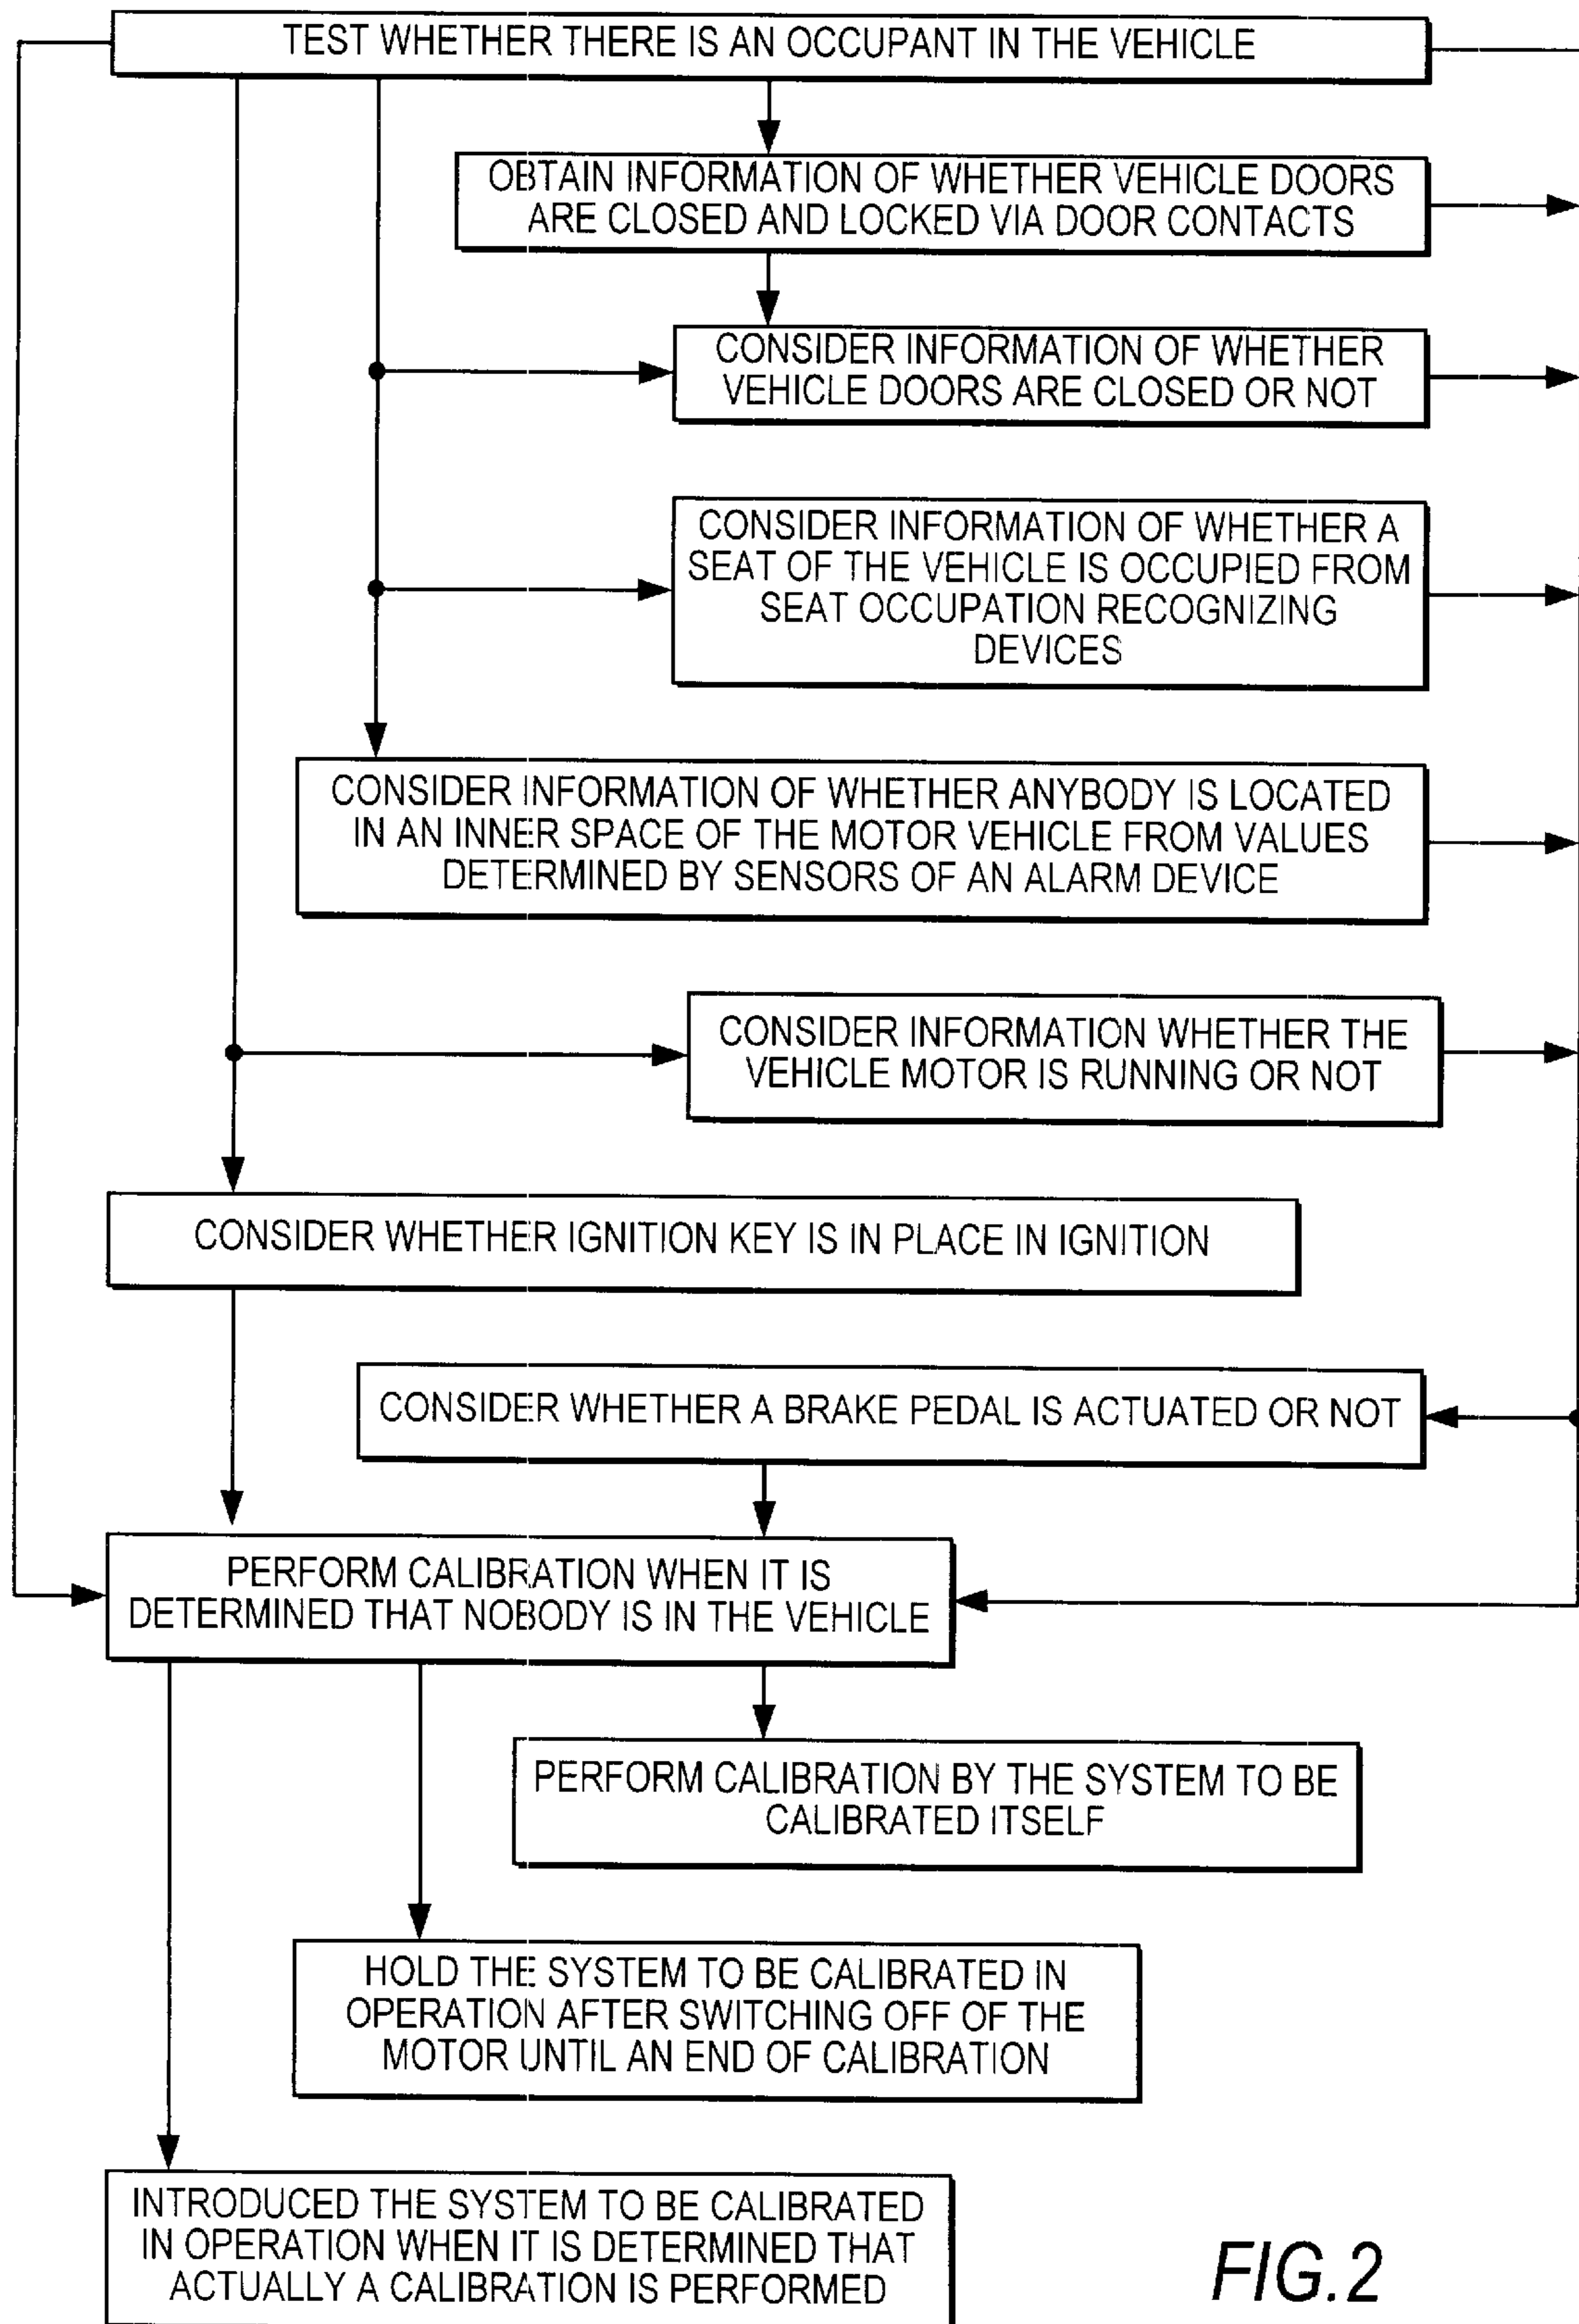 TEST WHETHER THERE IS AN OCCUPANT IN THE VEHICLE
OBTAIN INFORMATION OF WHETHER VEHICLE DOORS
ARE CLOSED AND LOCKED VIA DOOR CONTACTS
CONSIDER INFORMATION OF WHETHER
VEHICLE DOORS ARE CLOSED OR NOT
CONSIDER INFORMATION OF WHETHER A
SEAT OF THE VEHICLE IS OCCUPIED FROM
SEAT OCCUPATION RECOGNIZING
DEVICES
CONSIDER INFORMATION OF WHETHER ANYBODY IS LOCATED
IN AN INNER SPACE OF THE MOTOR VEHICLE FROM VALUES
DETERMINED BY SENSORS OF AN ALARM DEVICE
CONSIDER INFORMATION WHETHER THE
VEHICLE MOTOR IS RUNNING OR NOT
CONSIDER WHETHER IGNITION KEY IS IN PLACE IN IGNITION
CONSIDER WHETHER A BRAKE PEDAL IS ACTUATED OR NOT
PERFORM CALIBRATION WHEN IT IS
DETERMINED THAT NOBODY IS IN THE VEHICLE
PERFORM CALIBRATION BY THE SYSTEM TO BE
CALIBRATED ITSELF
HOLD THE SYSTEM TO BE CALIBRATED IN
OPERATION AFTER SWITCHING OFF OF THE
MOTOR UNTIL AN END OF CALIBRATION
INTRODUCED THE SYSTEM TO BE CALIBRATED
IN OPERATION WHEN IT IS DETERMINED THAT
ACTUALLY A CALIBRATION IS PERFORMED
FIG.2